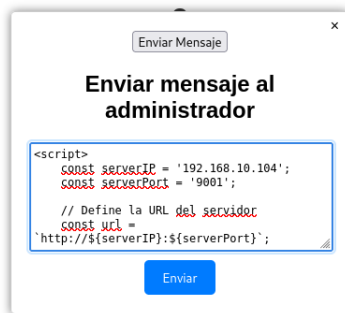 ×
Enviar Mensaje
Enviar mensaje al
administrador
<script>
    const serverIP = '192.168.10.104';
    const serverPort = '9001';

    // Define la URL del servidor
    const url =
`http://${serverIP}:${serverPort}`;
Enviar